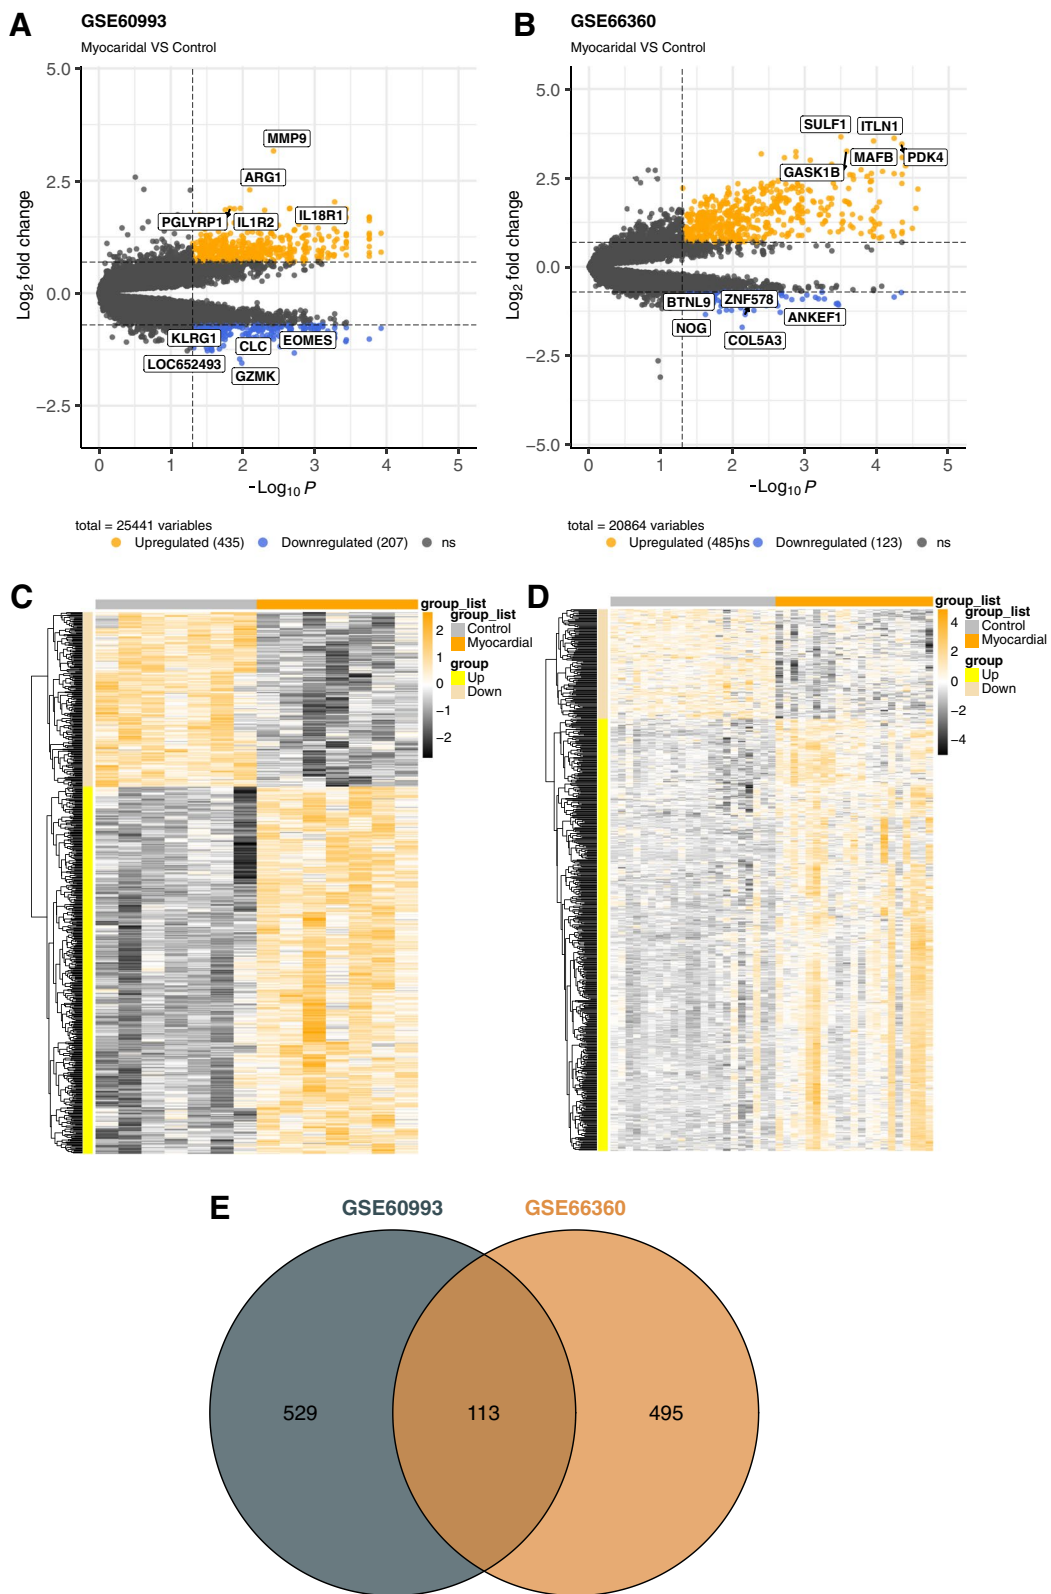 A
GSE60993
Myocaridal VS Control
5.0
2.5
0.0
−2.5
Log2 fold change
MMP9
ARG1
PGLYRP1
IL1R2
IL18R1
KLRG1
CLC
EOMES
LOC652493
GZMK
0 1 2 3 4 5
−Log10 P
total = 25441 variables
Upregulated (435) Downregulated (207) ns
B
GSE66360
Myocaridal VS Control
5.0
2.5
0.0
−2.5
−5.0
Log2 fold change
SULF1 ITLN1
MAFB PDK4
GASK1B
BTNL9 ZNF578
NOG ANKEF1
COL5A3
0 1 2 3 4 5
−Log10 P
total = 20864 variables
Upregulated (485)ns Downregulated (123) ns
C
group_list
2
1
0
−1
−2
group_list
Control
Myocardial
group
Up
Down
D
group_list
4
2
0
−2
−4
group_list
Control
Myocardial
group
Up
Down
E
GSE60993 GSE66360
529 113 495